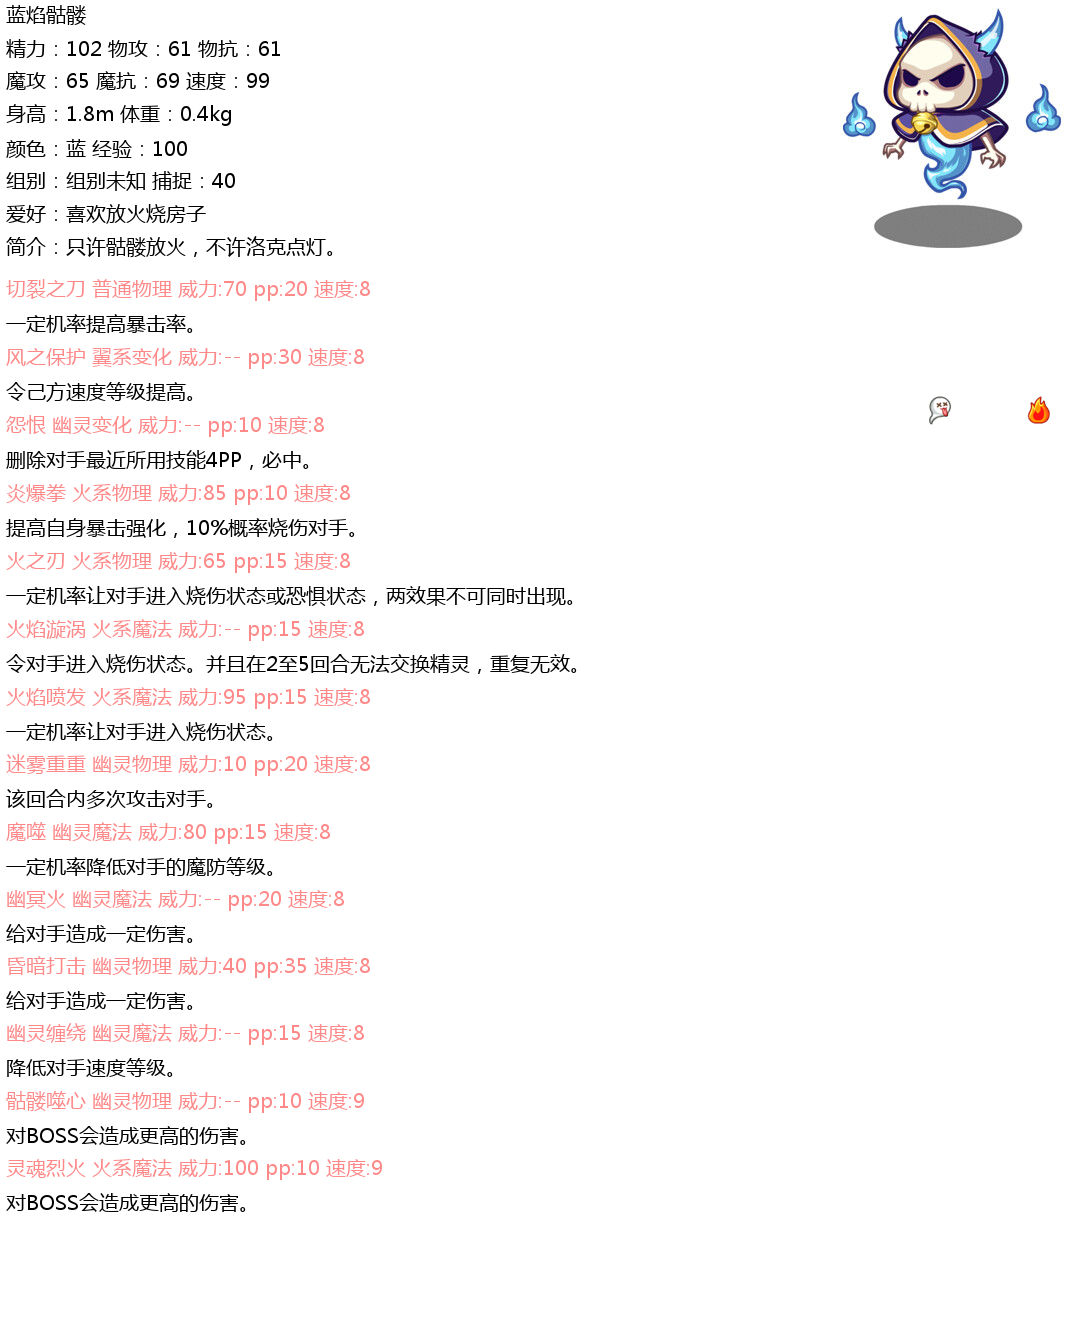 蓝焰骷髅
精力：102 物攻：61 物抗：61
魔攻：65 魔抗：69 速度：99
身高：1.8m 体重：0.4kg
颜色：蓝 经验：100
组别：组别未知 捕捉：40
爱好：喜欢放火烧房子
简介：只许骷髅放火，不许洛克点灯。
切裂之刀 普通物理 威力:70 pp:20 速度:8
一定机率提高暴击率。
风之保护 翼系变化 威力:-- pp:30 速度:8
令己方速度等级提高。
怨恨 幽灵变化 威力:-- pp:10 速度:8
删除对手最近所用技能4PP，必中。
炎爆拳 火系物理 威力:85 pp:10 速度:8
提高自身暴击强化，10%概率烧伤对手。
火之刃 火系物理 威力:65 pp:15 速度:8
一定机率让对手进入烧伤状态或恐惧状态，两效果不可同时出现。
火焰漩涡 火系魔法 威力:-- pp:15 速度:8
令对手进入烧伤状态。并且在2至5回合无法交换精灵，重复无效。
火焰喷发 火系魔法 威力:95 pp:15 速度:8
一定机率让对手进入烧伤状态。
迷雾重重 幽灵物理 威力:10 pp:20 速度:8
该回合内多次攻击对手。
魔噬 幽灵魔法 威力:80 pp:15 速度:8
一定机率降低对手的魔防等级。
幽冥火 幽灵魔法 威力:-- pp:20 速度:8
给对手造成一定伤害。
昏暗打击 幽灵物理 威力:40 pp:35 速度:8
给对手造成一定伤害。
幽灵缠绕 幽灵魔法 威力:-- pp:15 速度:8
降低对手速度等级。
骷髅噬心 幽灵物理 威力:-- pp:10 速度:9
对BOSS会造成更高的伤害。
灵魂烈火 火系魔法 威力:100 pp:10 速度:9
对BOSS会造成更高的伤害。